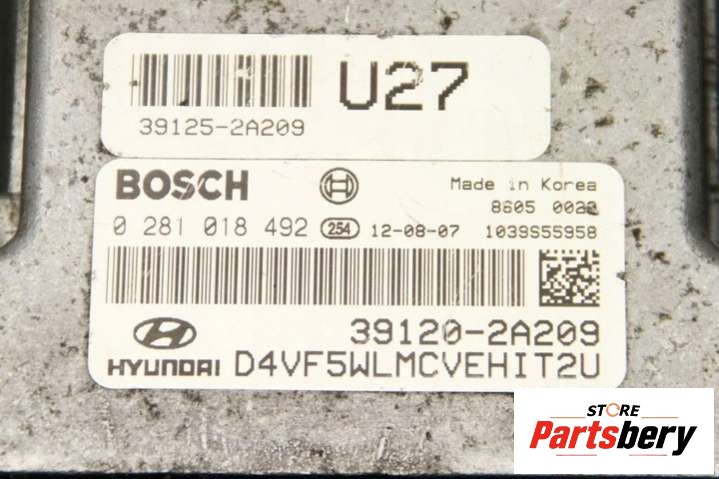 U27
39125-2A209
BOSCH
Made in Korea
8605
0 281 018 492 254 12-08-07 1039S55958
39120-2A209
HYUNDAI D4VF5WLMCVEHIT2U
STORE
Partsbery